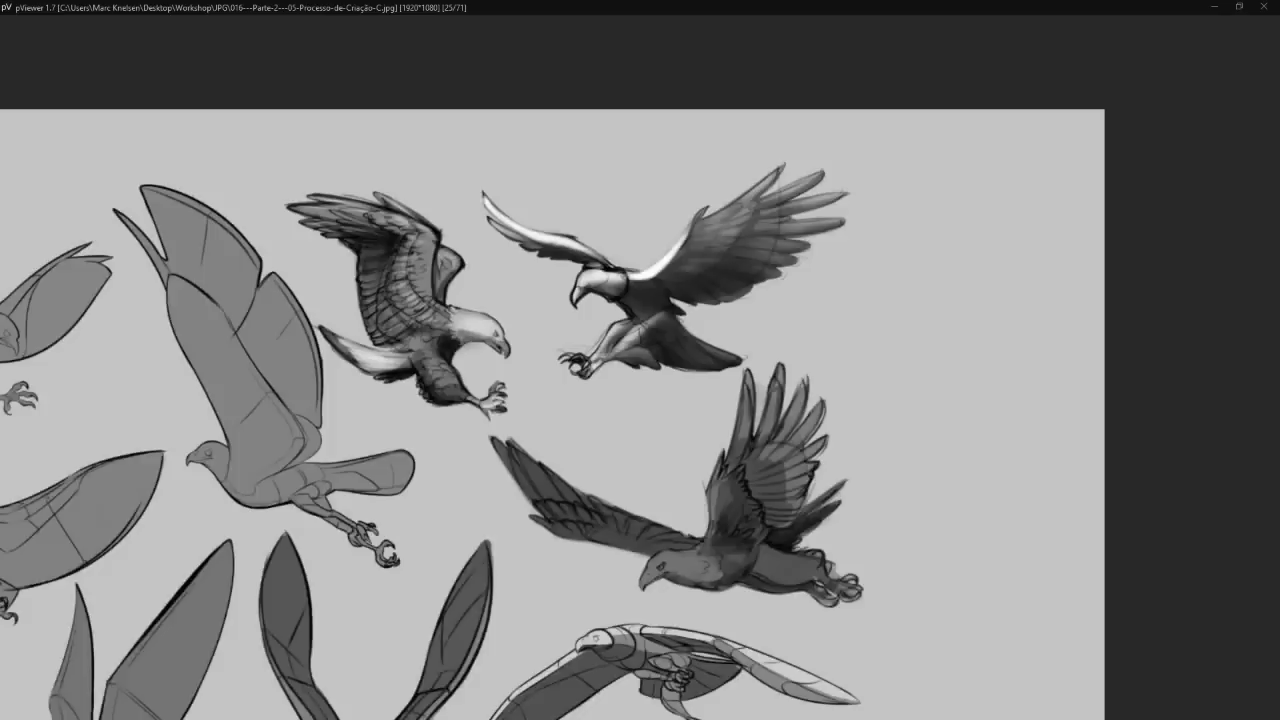 pV pViewer 1.7 [C:\Users\Marc Knelsen\Desktop\Workshop\JPG\016---Parte-2---05-Processo-de-Criação-C.jpg] [1920*1080] [25/71]